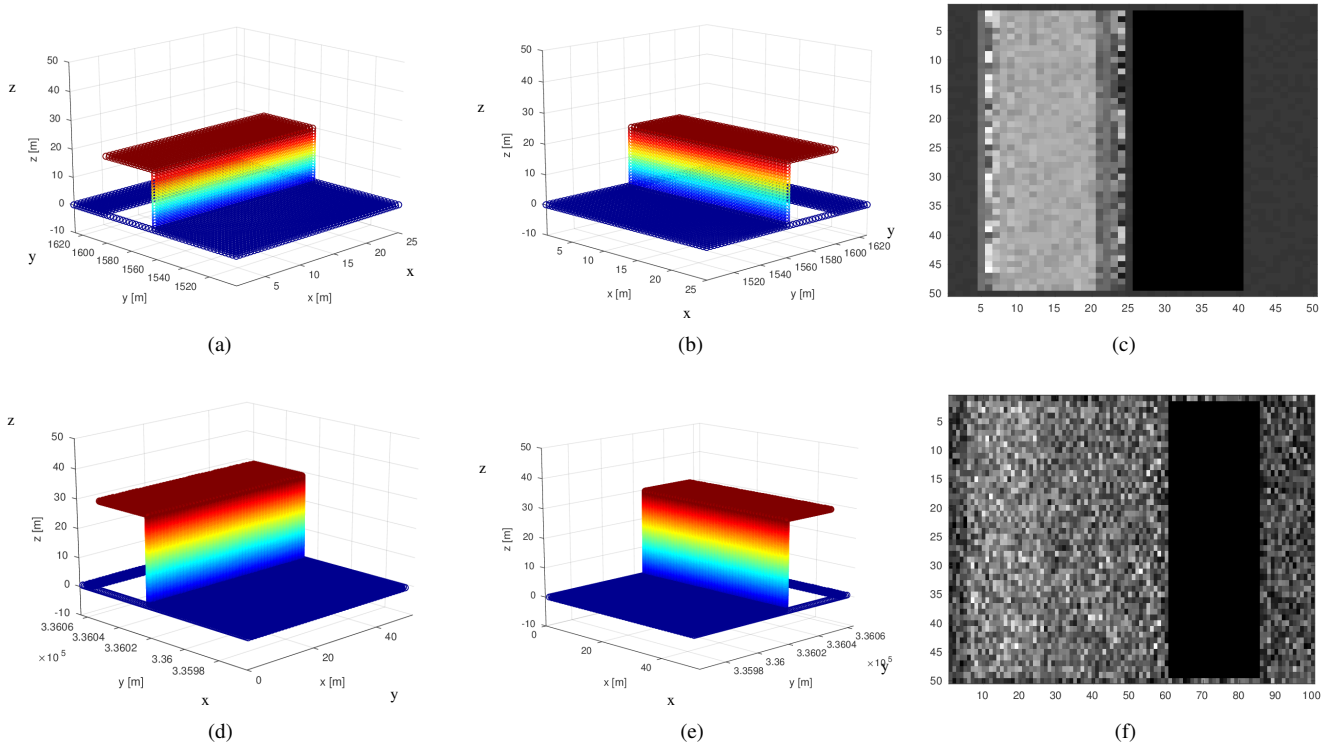 z
50
40
30
20
10
0
-10
z [m]
1620
1600
1580
1560
1540
1520
y [m]
y
5
10
15
20
25
x [m]
x
(a)
z
50
40
30
20
10
0
-10
z [m]
5
10
15
20
25
x [m]
x
1520
1540
1560
1580
1600
1620
y [m]
y
(b)
5
10
15
20
25
30
35
40
45
50
5 10 15 20 25 30 35 40 45 50
(c)
z
50
40
30
20
10
0
-10
z [m]
3.3606
3.3604
3.3602
3.36
3.3598
×10^5
y [m]
x
0
20
40
x [m]
y
(d)
z
50
40
30
20
10
0
-10
z [m]
0
20
40
x [m]
x
3.3598
3.36
3.3602
3.3604
3.3606
×10^5
y [m]
y
(e)
5
10
15
20
25
30
35
40
45
50
10 20 30 40 50 60 70 80 90 100
(f)